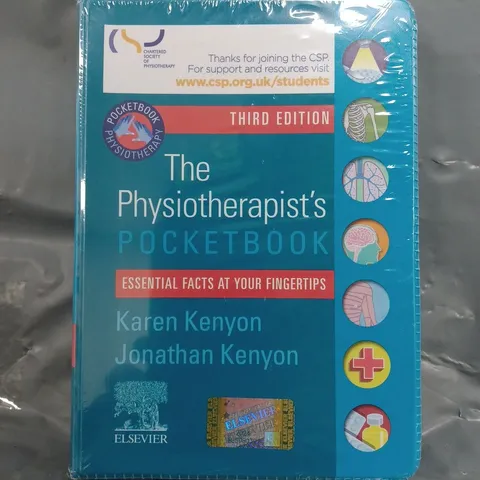 CHARTERED
SOCIETY
OF
PHYSIOTHERAPY
Thanks for joining the CSP.
For support and resources visit
www.csp.org.uk/students
THIRD EDITION
POCKETBOOK
PHYSIOTHERAPY
The
Physiotherapist's
POCKETBOOK
ESSENTIAL FACTS AT YOUR FINGERTIPS
Karen Kenyon
Jonathan Kenyon
ELSEVIER
ELSEVIER